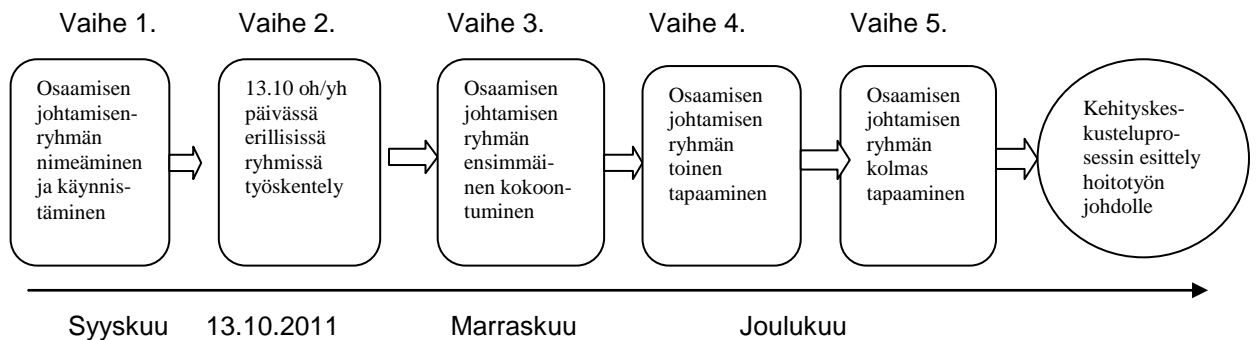 Vaihe 1.
Vaihe 2.
Vaihe 3.
Vaihe 4.
Vaihe 5.
Osaamisen
johtamisen-
ryhmän
nimeäminen
ja käynnis-
täminen
13.10 oh/yh
päivässä
erillisissä
ryhmissä
työskentely
Osaamisen
johtamisen
ryhmän
ensimmäi-
nen kokoon-
tuminen
Osaamisen
johtamisen
ryhmän
toinen
tapaaminen
Osaamisen
johtamisen
ryhmän
kolmas
tapaaminen
Kehityskes-
kustelupro-
sessin esittely
hoitotyön
johdolle
Syyskuu
13.10.2011
Marraskuu
Joulukuu